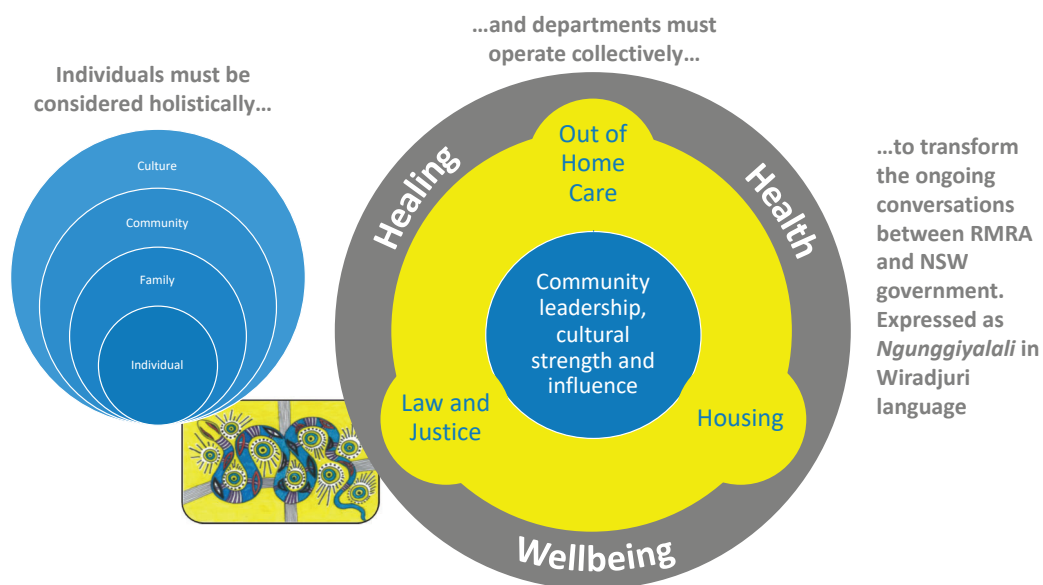 Individuals must be
considered holistically…
Culture
Community
Family
Individual
…and departments must
operate collectively…
Healing
Health
Wellbeing
Out of
Home
Care
Community
leadership,
cultural
strength and
influence
Law and
Justice
Housing
…to transform
the ongoing
conversations
between RMRA
and NSW
government.
Expressed as
Ngunggiyalali in
Wiradjuri
language